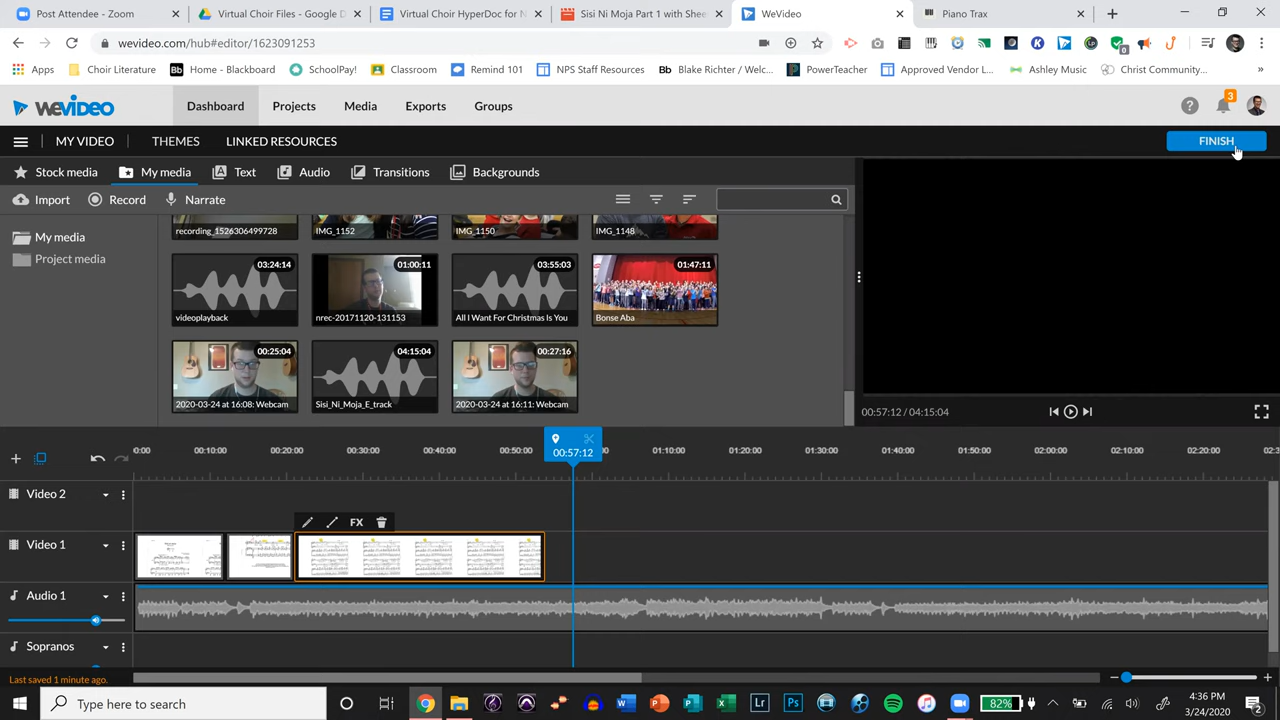 Post Attendee - Zoom
Virtual Choir Files - Google D
Virtual Choir HyperDoc for N
Sisi Ni Moja Part 1 with Shee
WeVideo
Piano Trax
wevideo.com/hub#editor/1623091253
Apps
Choir Literature
Bb Home - Blackboard
SchoolPay!
Classroom
Remind 101
NPS Staff Resources
Bb Blake Richter / Welc...
PowerTeacher
Approved Vendor L...
Ashley Music
Christ Community...
»
wevideo
Dashboard
Projects
Media
Exports
Groups
3
MY VIDEO
THEMES
LINKED RESOURCES
FINISH
Stock media
My media
Text
Audio
Transitions
Backgrounds
Import
Record
Narrate
My media
Project media
recording_1526306499728
IMG_1152
IMG_1150
IMG_1148
03:24:14
videoplayback
01:00:11
nrec-20171120-131153
03:55:03
All I Want For Christmas Is You
01:47:11
Bonse Aba
00:25:04
2020-03-24 at 16:08: Webcam
04:15:04
Sisi_Ni_Moja_E_track
00:27:16
2020-03-24 at 16:11: Webcam
00:57:12 / 04:15:04
0:00
00:10:00
00:20:00
00:30:00
00:40:00
00:50:00
00:57:12
01:10:00
01:20:00
01:30:00
01:40:00
01:50:00
02:00:00
02:10:00
02:20:00
Video 2
FX
Video 1
Audio 1
Sopranos
Last saved 1 minute ago.
Type here to search
82%
4:36 PM
3/24/2020
2